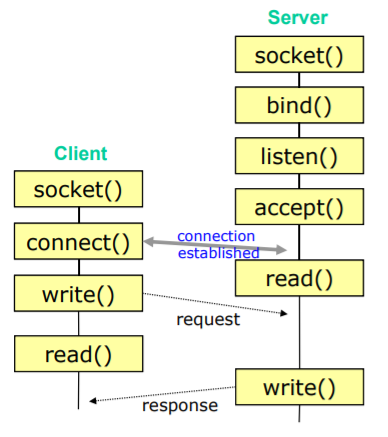 Server
socket()
bind()
listen()
accept()
read()
write()
Client
socket()
connect()
write()
read()
connection
established
request
response